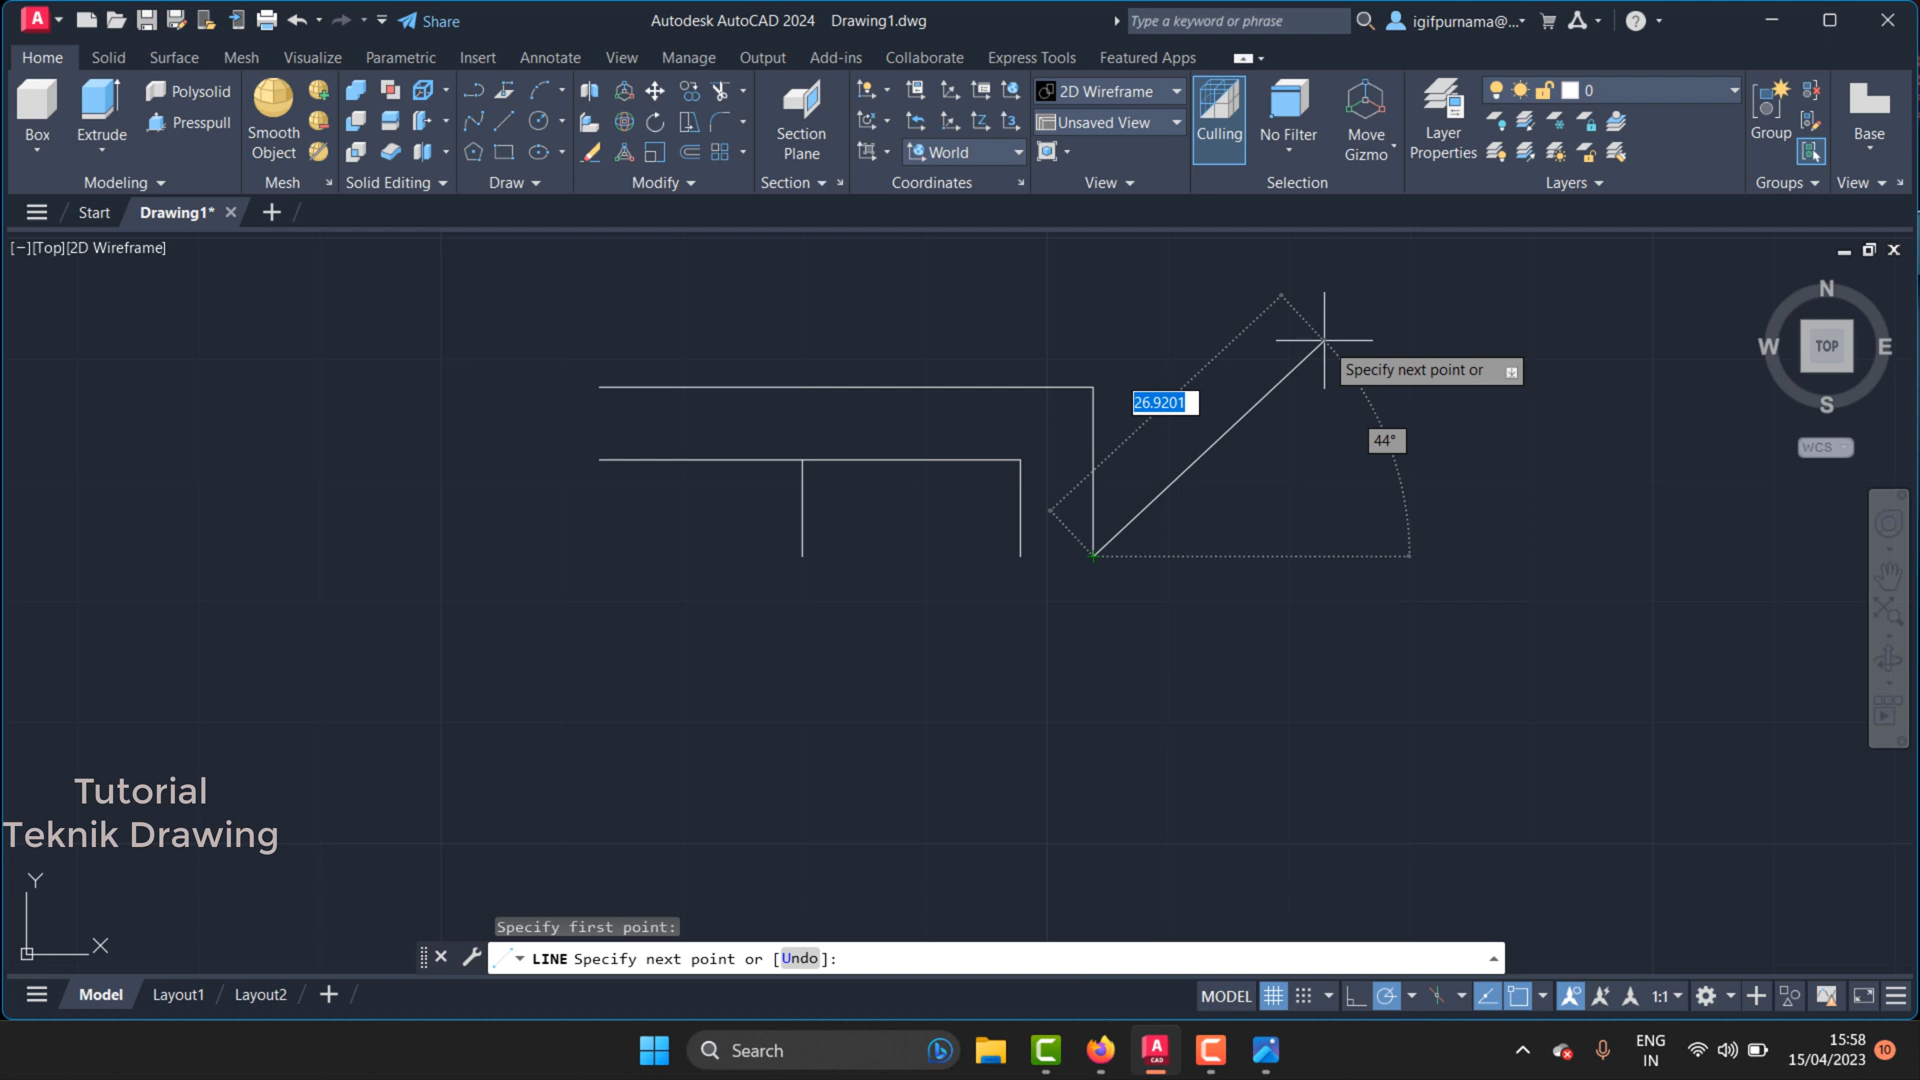 A CAD Share Autodesk AutoCAD 2024 Drawing1.dwg Type a keyword or phrase igifpurnama@...
Home Solid Surface Mesh Visualize Parametric Insert Annotate View Manage Output Add-ins Collaborate Express Tools Featured Apps
Polysolid
Presspull
Box
Extrude
Smooth
Object
Section
Plane
World
2D Wireframe
Unsaved View
Culling
No Filter
Move
Gizmo
Layer
Properties
0
Group
Base
Modeling Mesh Solid Editing Draw Modify Section Coordinates View Selection Layers Groups View
Start Drawing1*
[−][Top][2D Wireframe]
N
W TOP E
S
WCS
Specify next point or
26.9201
44°
Tutorial
Teknik Drawing
Y
X
Specify first point:
LINE Specify next point or [Undo]:
Model Layout1 Layout2 MODEL 1:1
Search
ENG
IN
15:58
15/04/2023
10